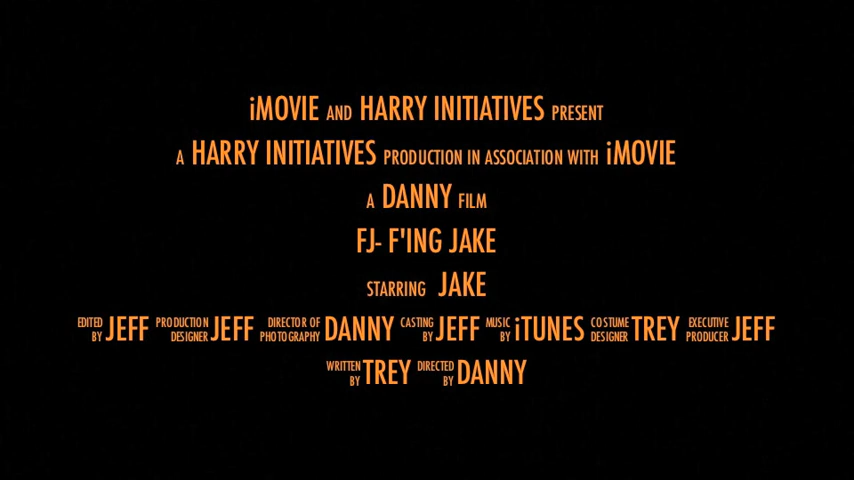 iMOVIE AND HARRY INITIATIVES PRESENT
A HARRY INITIATIVES PRODUCTION IN ASSOCIATION WITH iMOVIE
A DANNY FILM
FJ- F'ING JAKE
STARRING JAKE
EDITED BY JEFF PRODUCTION DESIGNER JEFF DIRECTOR OF PHOTOGRAPHY DANNY CASTING BY JEFF MUSIC BY iTUNES COSTUME DESIGNER TREY EXECUTIVE PRODUCER JEFF
WRITTEN BY TREY DIRECTED BY DANNY